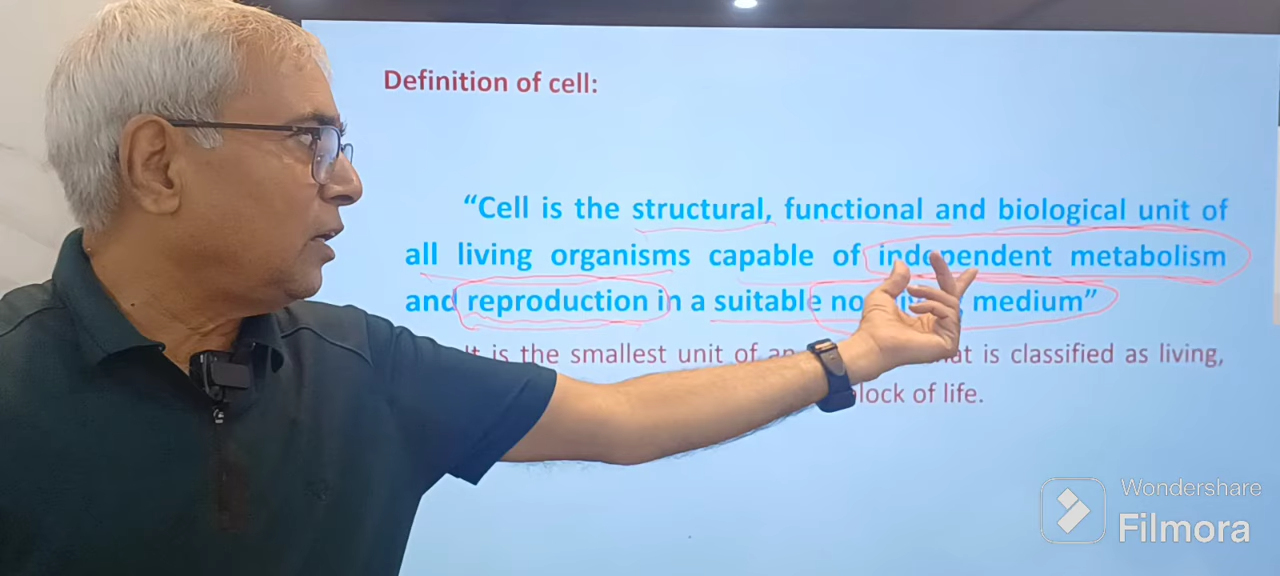 Definition of cell:
“Cell is the structural, functional and biological unit of
all living organisms capable of independent metabolism
and reproduction in a suitable medium”
is the smallest unit of is classified as living,
of life.
Wondershare
Filmora